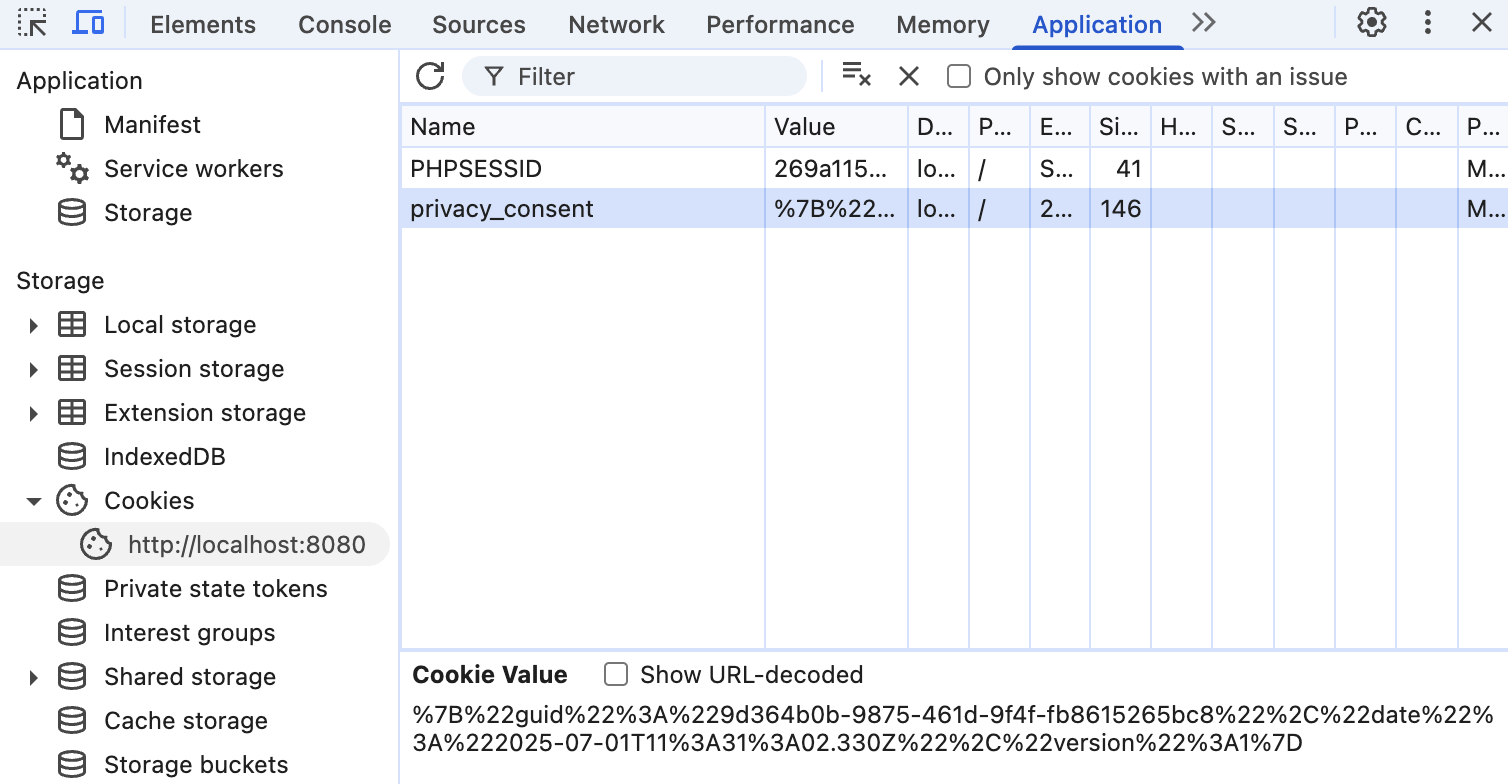 Elements Console Sources Network Performance Memory Application
Application
Manifest
Service workers
Storage
Storage
Local storage
Session storage
Extension storage
IndexedDB
Cookies
http://localhost:8080
Private state tokens
Interest groups
Shared storage
Cache storage
Storage buckets
Filter Only show cookies with an issue
Name Value D... P... E... Si... H... S... S... P... C... P...
PHPSESSID 269a115... lo... / S... 41 M...
privacy_consent %7B%22... lo... / 2... 146 M...
Cookie Value Show URL-decoded
%7B%22guid%22%3A%229d364b0b-9875-461d-9f4f-fb8615265bc8%22%2C%22date%22%
3A%222025-07-01T11%3A31%3A02.330Z%22%2C%22version%22%3A1%7D